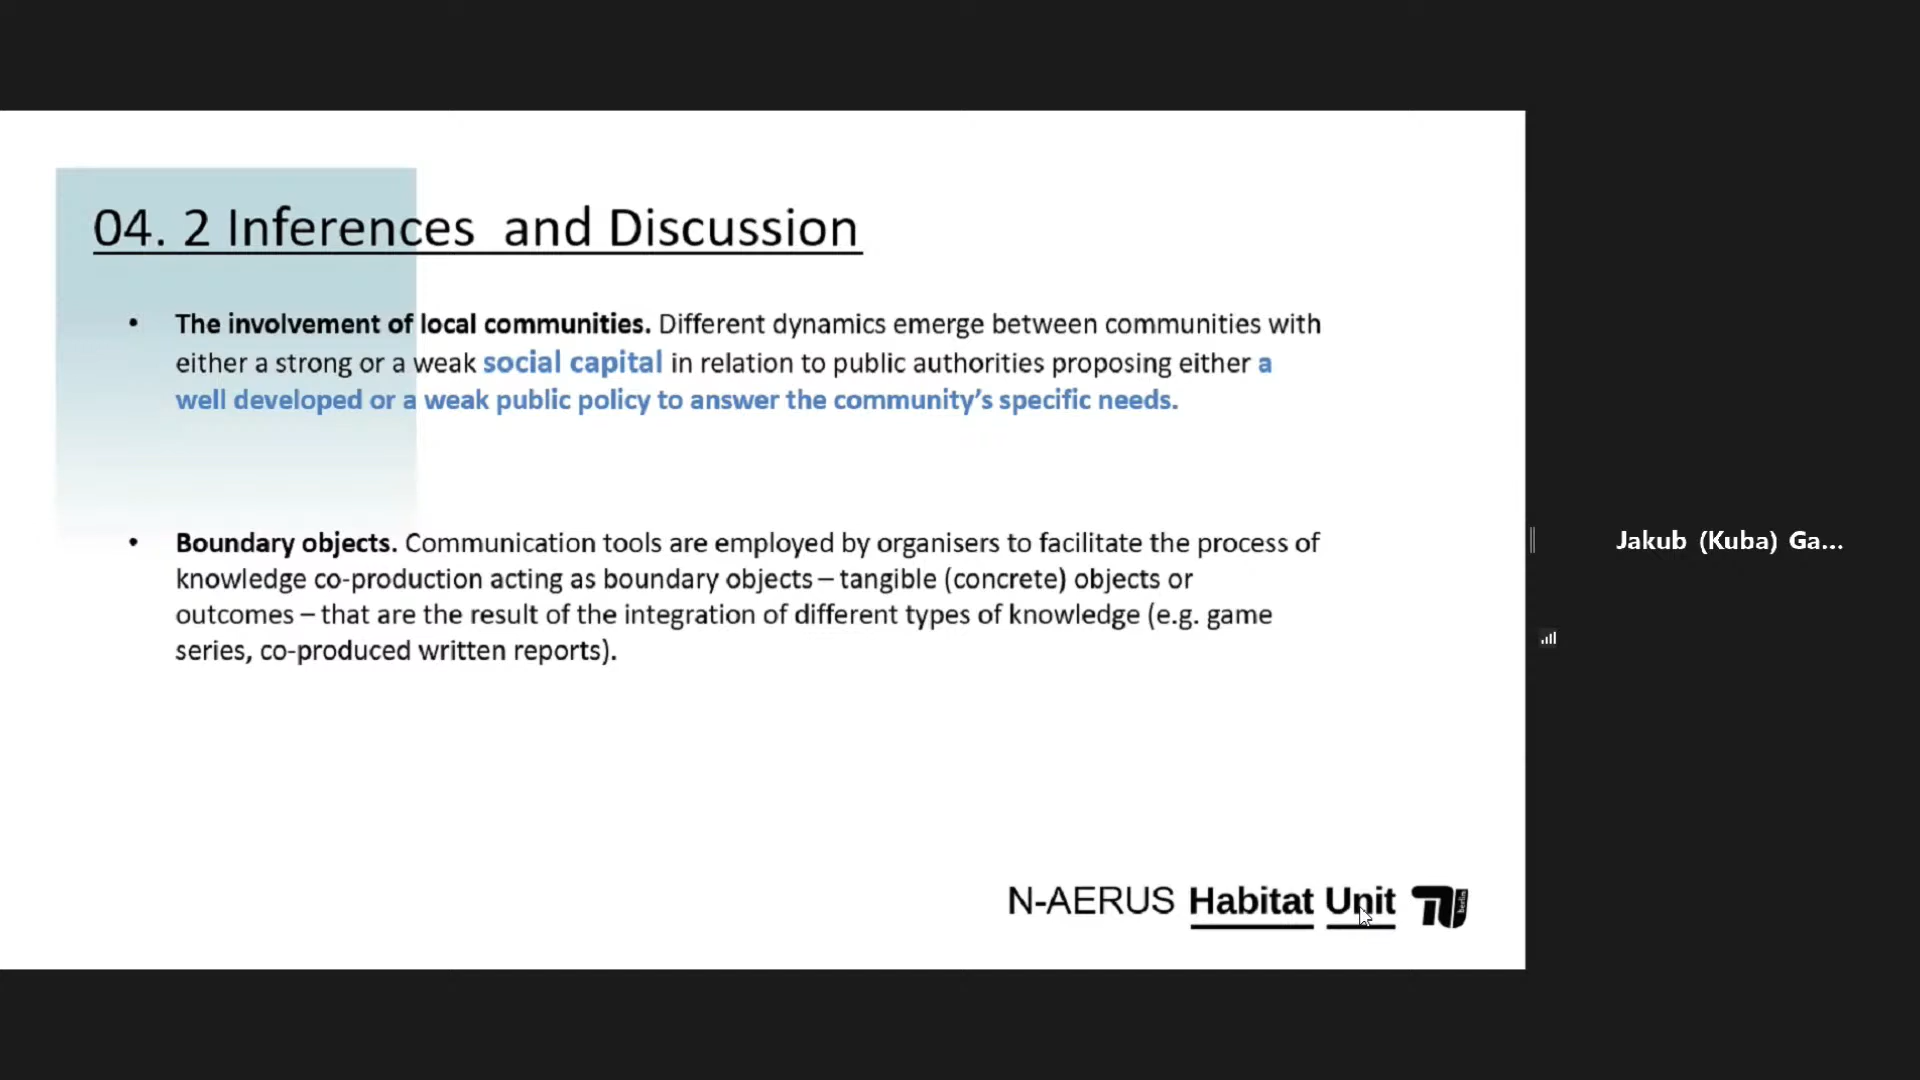 04. 2 Inferences and Discussion
• The involvement of local communities. Different dynamics emerge between communities with
either a strong or a weak social capital in relation to public authorities proposing either a
well developed or a weak public policy to answer the community’s specific needs.
• Boundary objects. Communication tools are employed by organisers to facilitate the process of
knowledge co-production acting as boundary objects – tangible (concrete) objects or
outcomes – that are the result of the integration of different types of knowledge (e.g. game
series, co-produced written reports).
Jakub (Kuba) Ga...
N-AERUS Habitat Unit TU berlin